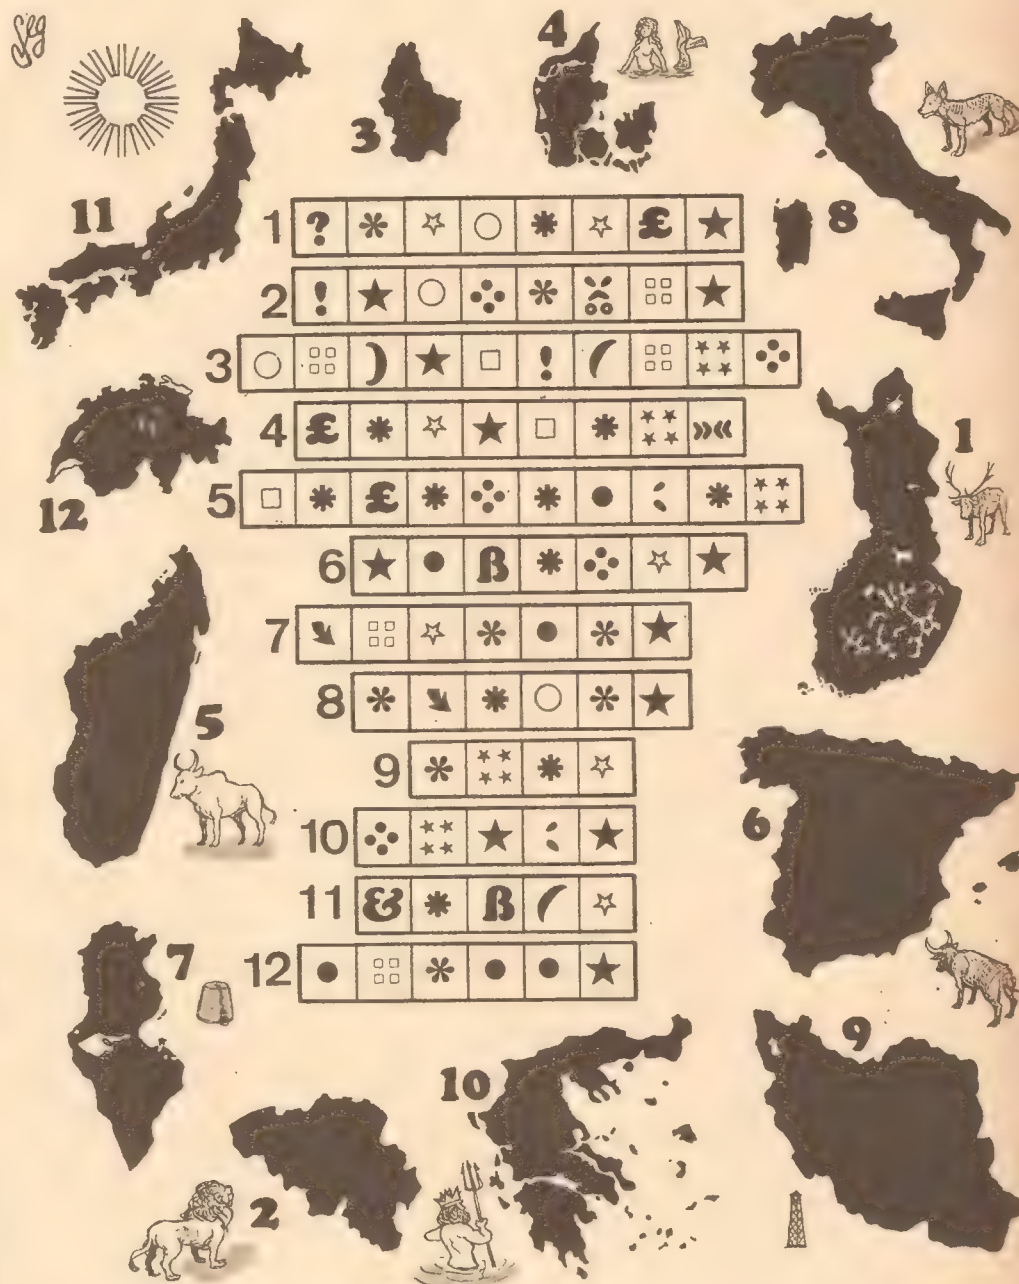 4
3
11
8
1 ? * ☆ ○ ✱ ☆ £ ★
2 ! ★ ○ ⁘ * ※ ⸬ ★
3 ○ ⸬ ) ★ □ ! ( ⸬ ⁂ ⁘
1
4 £ ✱ ☆ ★ □ ✱ ⁂ »«
12
5 □ ✱ £ ✱ ⁘ ✱ ● : ✱ ⁂
6 ★ ● ß ✱ ⁘ ☆ ★
7 ➘ ⸬ ☆ * ● * ★
8 * ➘ ✱ ○ * ★
5
9 * ⁂ ✱ ☆
10 ⁘ ⁂ ★ : ★
6
11 & ✱ ß ( ☆
7
12 ● ⸬ * ● ● ★
9
10
2